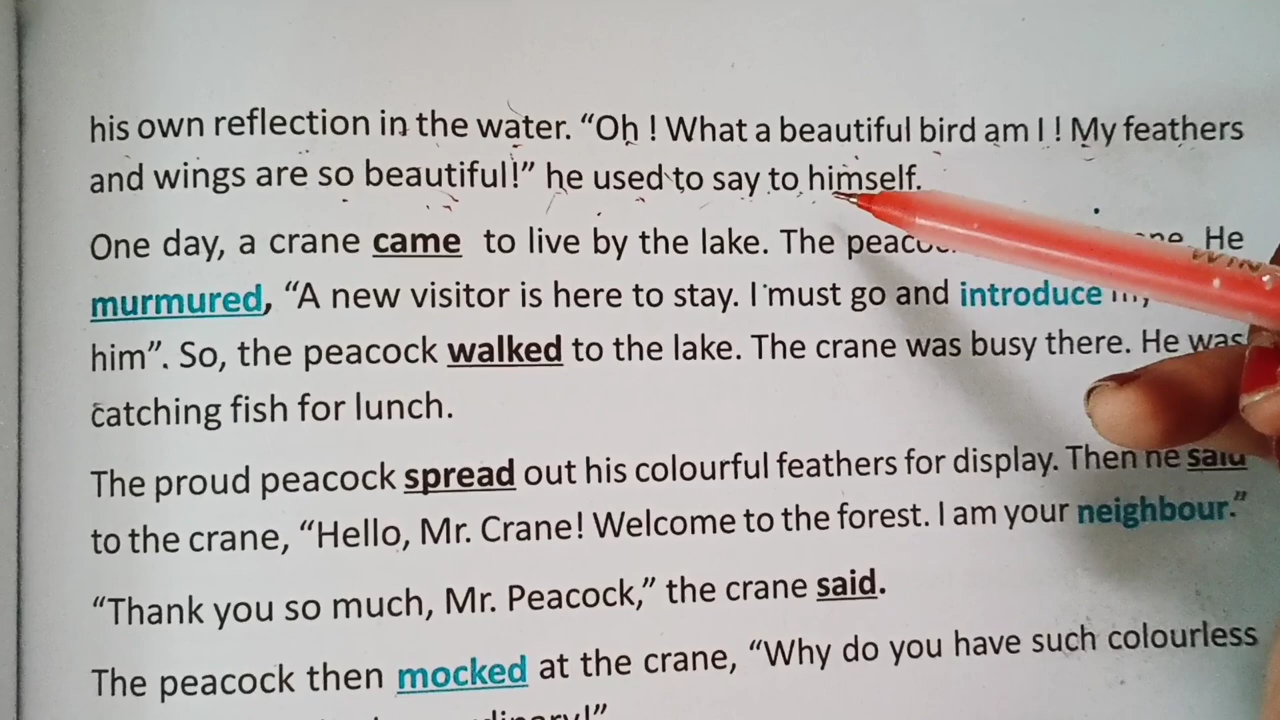 his own reflection in the water. “Oh ! What a beautiful bird am I ! My feathers
and wings are so beautiful!” he used to say to himself.
One day, a crane came to live by the lake. The He
murmured, “A new visitor is here to stay. I must go and introduce
him”. So, the peacock walked to the lake. The crane was busy there. He was
catching fish for lunch.
The proud peacock spread out his colourful feathers for display. Then he said
to the crane, “Hello, Mr. Crane! Welcome to the forest. I am your neighbour.”
“Thank you so much, Mr. Peacock,” the crane said.
The peacock then mocked at the crane, “Why do you have such colourless